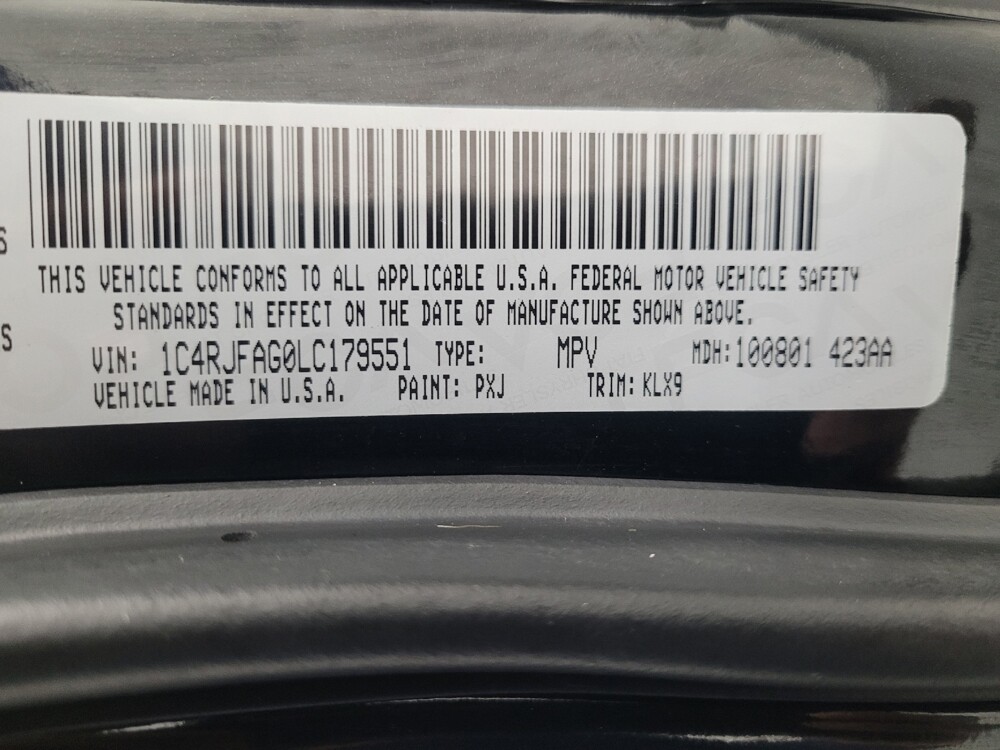 S
THIS VEHICLE CONFORMS TO ALL APPLICABLE U.S.A. FEDERAL MOTOR VEHICLE SAFETY
STANDARDS IN EFFECT ON THE DATE OF MANUFACTURE SHOWN ABOVE.
S
VIN: 1C4RJFAG0LC179551 TYPE: MPV MDH:100801 423AA
VEHICLE MADE IN U.S.A. PAINT: PXJ TRIM: KLX9